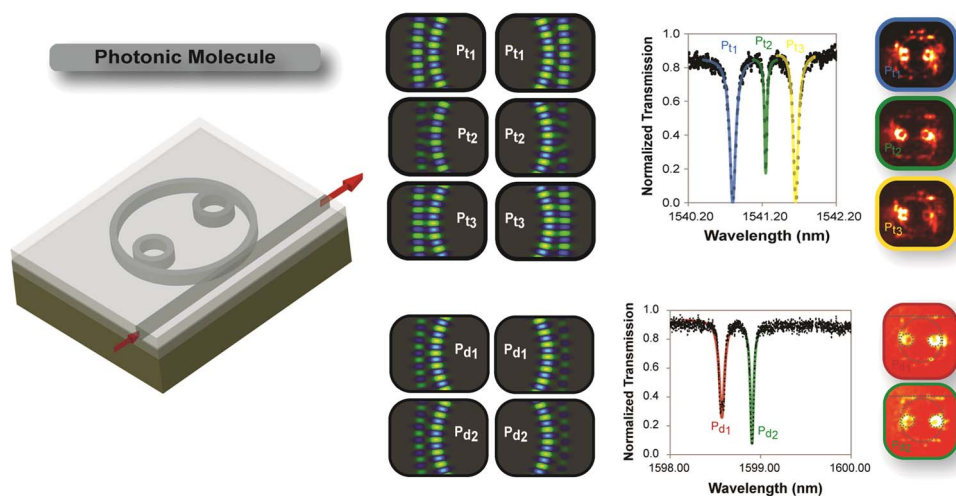 Photonic Molecule
Pt1
Pt1
Pt2
Pt2
Pt3
Pt3
Normalized Transmission
1.0
0.8
0.6
0.4
0.2
0.0
Pt1
Pt2
Pt3
1540.20
1541.20
1542.20
Wavelength (nm)
Pt1
Pt2
Pt3
Pd1
Pd1
Pd2
Pd2
Normalized Transmission
1.0
0.8
0.6
0.4
0.2
0.0
Pd1
Pd2
1598.00
1599.00
1600.00
Wavelength (nm)